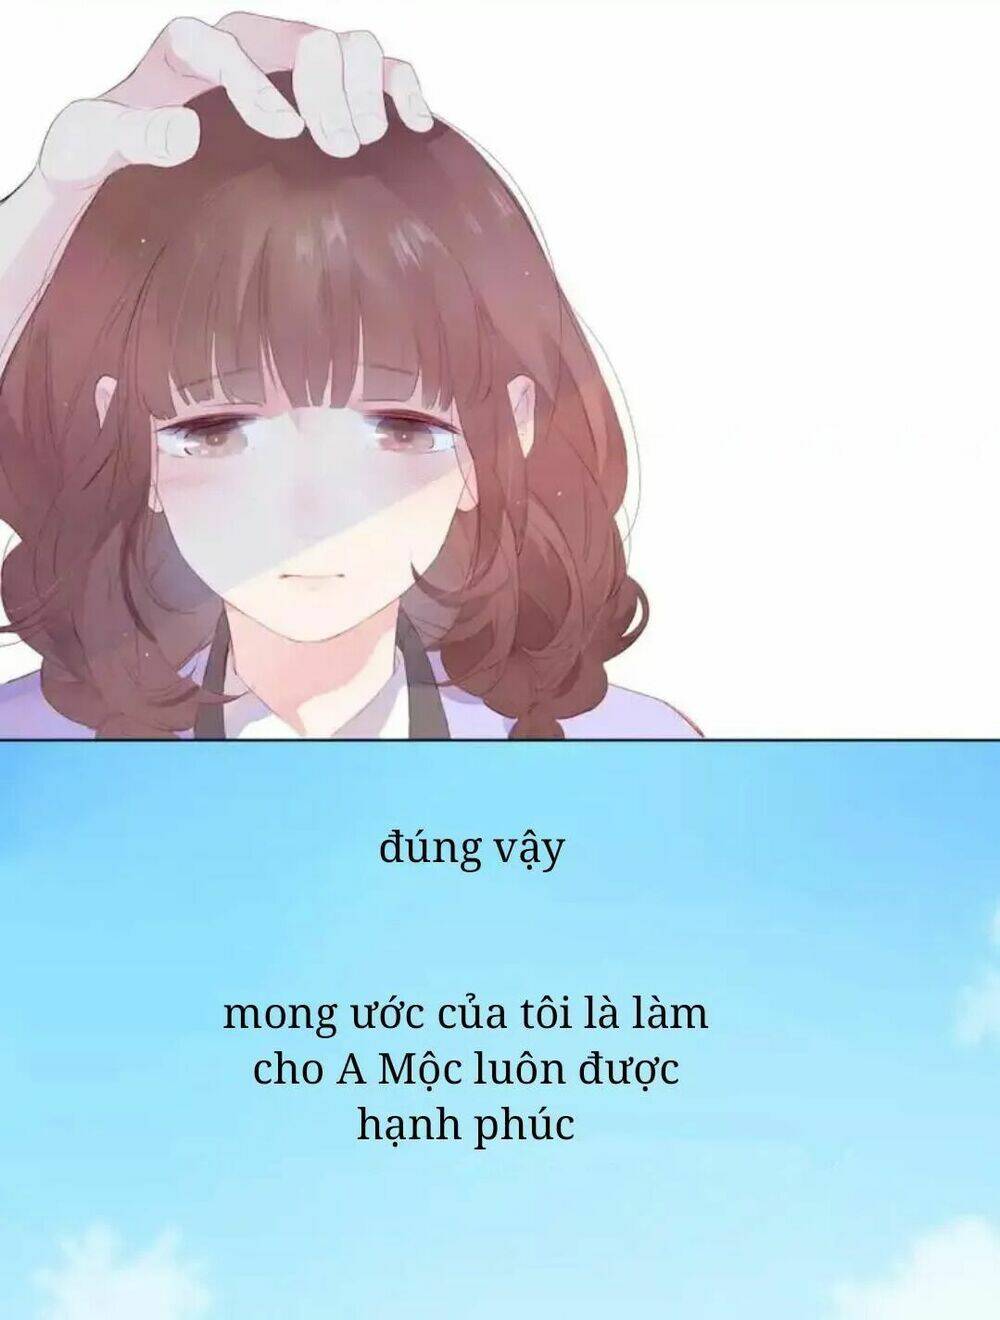 đúng vậy
mong ước của tôi là làm
cho A Mộc luôn được
hạnh phúc